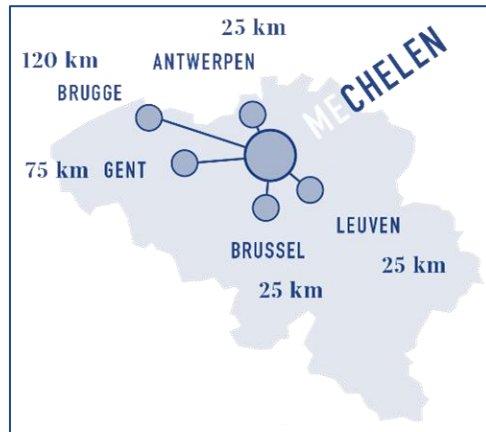 25 km
ANTWERPEN
120 km
BRUGGE
MECHELEN
75 km GENT
LEUVEN
25 km
BRUSSEL
25 km